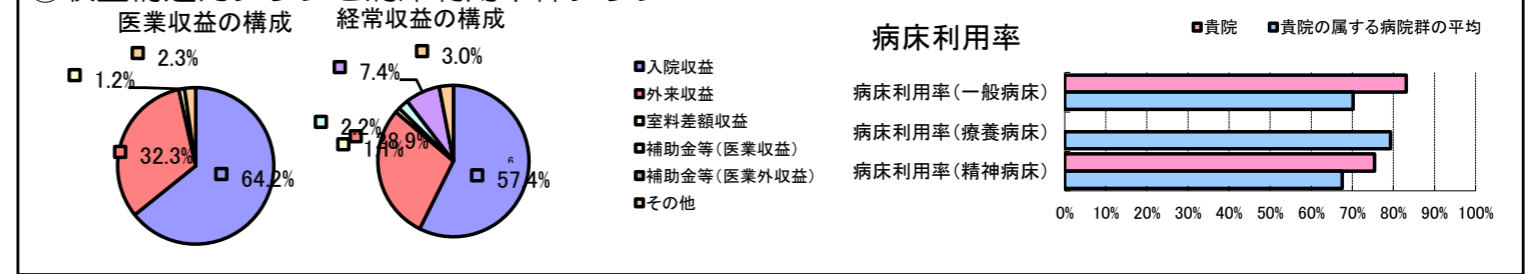 医業収益の構成
2.3%
1.2%
32.3%
64.2%
経常収益の構成
3.0%
7.4%
2.2%
1.1%
28.9%
57.4%
入院収益
外来収益
室料差額収益
補助金等(医業収益)
補助金等(医業外収益)
その他
病床利用率
貴院
貴院の属する病院群の平均
病床利用率(一般病床)
病床利用率(療養病床)
病床利用率(精神病床)
0% 10% 20% 30% 40% 50% 60% 70% 80% 90% 100%